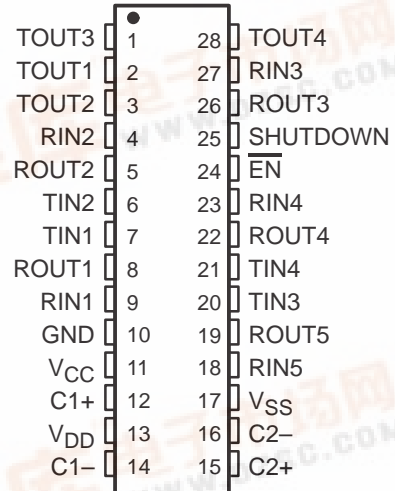 TOUT3 1 28 TOUT4
TOUT1 2 27 RIN3
TOUT2 3 26 ROUT3
RIN2 4 25 SHUTDOWN
ROUT2 5 24 EN
TIN2 6 23 RIN4
TIN1 7 22 ROUT4
ROUT1 8 21 TIN4
RIN1 9 20 TIN3
GND 10 19 ROUT5
VCC 11 18 RIN5
C1+ 12 17 VSS
VDD 13 16 C2–
C1– 14 15 C2+